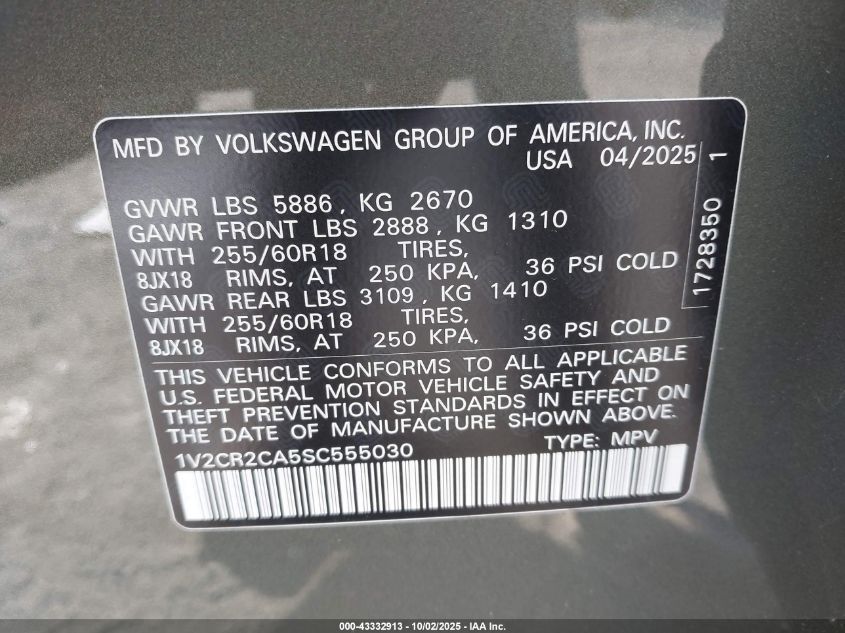 MFD BY VOLKSWAGEN GROUP OF AMERICA, INC.
USA 04/2025
GVWR LBS 5886, KG 2670
GAWR FRONT LBS 2888, KG 1310
WITH 255/60R18 TIRES,
8JX18 RIMS, AT 250 KPA, 36 PSI COLD
GAWR REAR LBS 3109, KG 1410
WITH 255/60R18 TIRES,
8JX18 RIMS, AT 250 KPA, 36 PSI COLD
THIS VEHICLE CONFORMS TO ALL APPLICABLE
U.S. FEDERAL MOTOR VEHICLE SAFETY AND
THEFT PREVENTION STANDARDS IN EFFECT ON
THE DATE OF MANUFACTURE SHOWN ABOVE.
1V2CR2CA5SC555030 TYPE: MPV
1728350 1
000-43332913 - 10/02/2025 - IAA Inc.